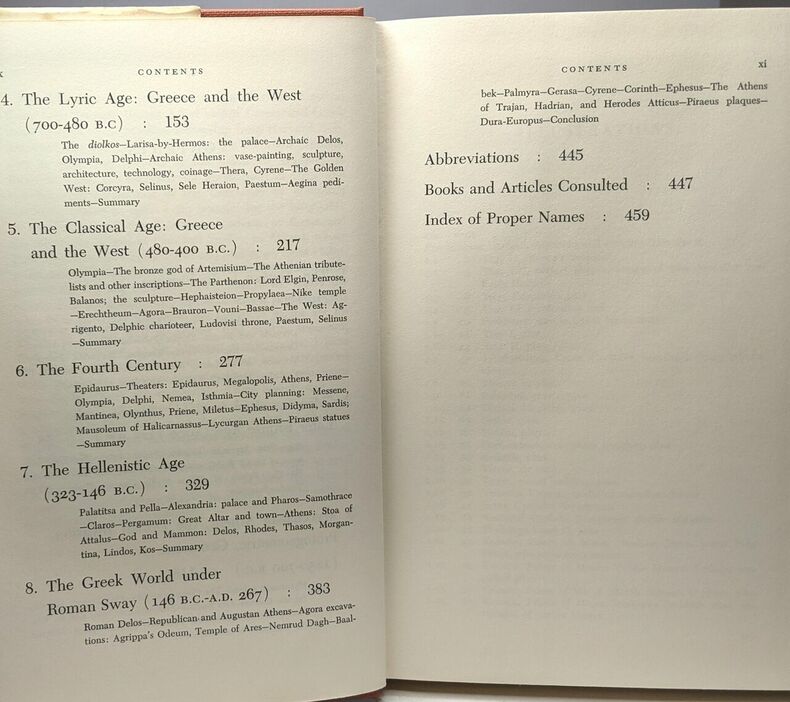 x
CONTENTS
4. The Lyric Age: Greece and the West
(700-480 B.C) : 153
The diolkos—Larisa-by-Hermos: the palace—Archaic Delos,
Olympia, Delphi—Archaic Athens: vase-painting, sculpture,
architecture, technology, coinage—Thera, Cyrene—The Golden
West: Corcyra, Selinus, Sele Heraion, Paestum—Aegina pedi-
ments—Summary
5. The Classical Age: Greece
and the West (480-400 B.C.) : 217
Olympia—The bronze god of Artemisium—The Athenian tribute-
lists and other inscriptions—The Parthenon: Lord Elgin, Penrose,
Balanos; the sculpture—Hephaisteion—Propylaea—Nike temple
—Erechtheum—Agora—Brauron—Vouni—Bassae—The West: Ag-
rigento, Delphic charioteer, Ludovisi throne, Paestum, Selinus
—Summary
6. The Fourth Century : 277
Epidaurus—Theaters: Epidaurus, Megalopolis, Athens, Priene—
Olympia, Delphi, Nemea, Isthmia—City planning: Messene,
Mantinea, Olynthus, Priene, Miletus—Ephesus, Didyma, Sardis;
Mausoleum of Halicarnassus—Lycurgan Athens—Piraeus statues
—Summary
7. The Hellenistic Age
(323-146 B.C.) : 329
Palatitsa and Pella—Alexandria: palace and Pharos—Samothrace
—Claros—Pergamum: Great Altar and town—Athens: Stoa of
Attalus—God and Mammon: Delos, Rhodes, Thasos, Morgan-
tina, Lindos, Kos—Summary
8. The Greek World under
Roman Sway (146 B.C.-A.D. 267) : 383
Roman Delos—Republican and Augustan Athens—Agora excava-
tions: Agrippa's Odeum, Temple of Ares—Nemrud Dagh—Baal-
CONTENTS
xi
bek—Palmyra—Gerasa—Cyrene—Corinth—Ephesus—The Athens
of Trajan, Hadrian, and Herodes Atticus—Piraeus plaques—
Dura-Europus—Conclusion
Abbreviations : 445
Books and Articles Consulted : 447
Index of Proper Names : 459